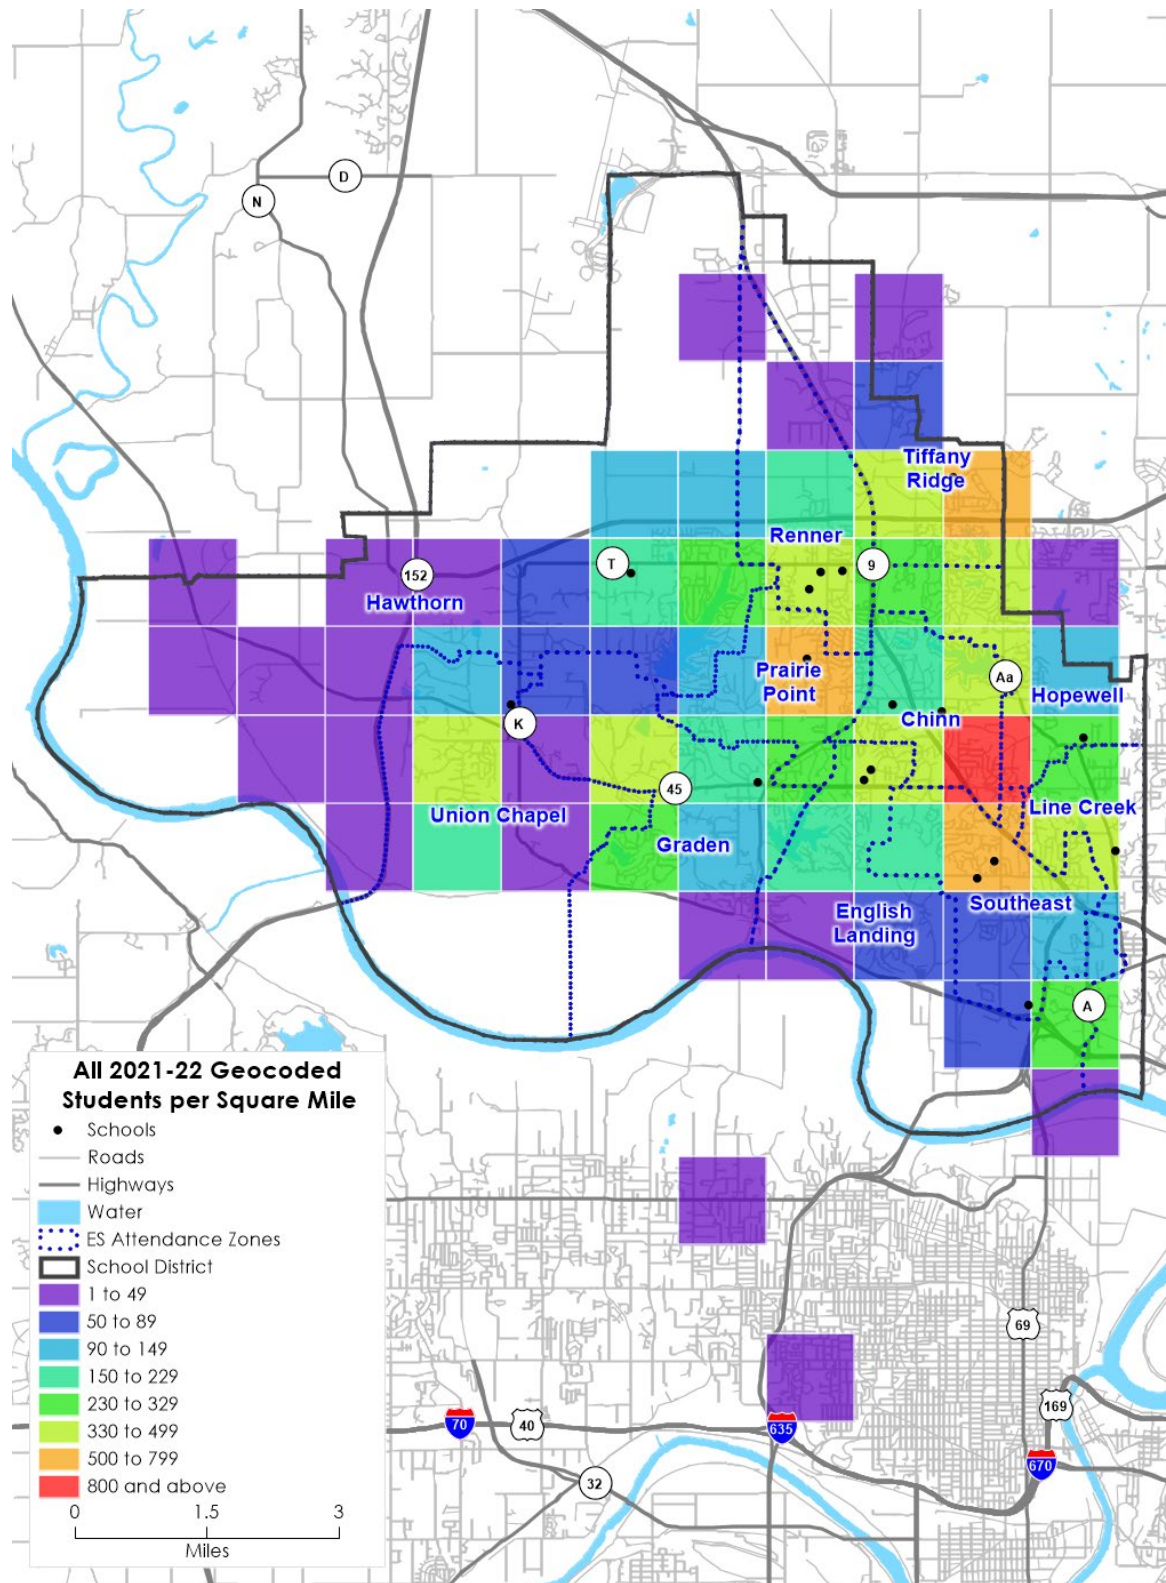 D
N
Tiffany
Ridge
Renner
T
9
152
Hawthorn
Prairie
Point
Aa
Hopewell
K
Chinn
45
Line Creek
Union Chapel
Graden
Southeast
English
Landing
A
All 2021-22 Geocoded
Students per Square Mile
Schools
Roads
Highways
Water
ES Attendance Zones
School District
1 to 49
50 to 89
90 to 149
150 to 229
230 to 329
330 to 499
500 to 799
800 and above
0 1.5 3
Miles
69
169
70
40
635
670
32